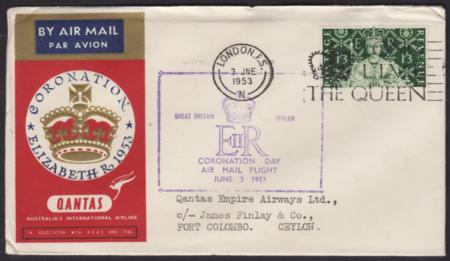 BY AIR MAIL
PAR AVION
CORONATION
ELIZABETH R. 1953
QANTAS
AUSTRALIA'S INTERNATIONAL AIRLINE
IN ASSOCIATION WITH B O A C AND TEAL
LONDON. F.S.
3 JNE
1953
N
GREAT BRITAIN CEYLON
EIIR
CORONATION DAY
AIR MAIL FLIGHT
JUNE 3 1953
POSTAGE REVENUE
E R
1/3 1/3
THE QUEEN
Qantas Empire Airways Ltd.,
c/- James Finlay & Co.,
FORT COLOMBO. CEYLON.